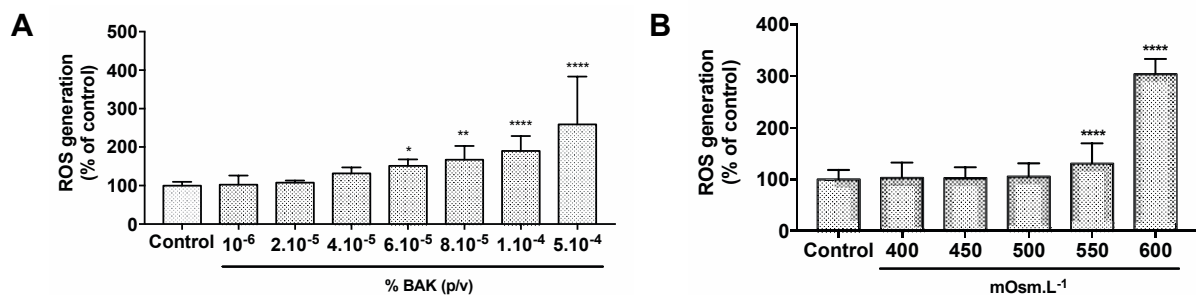 A
ROS generation
(% of control)
500
400
300
200
100
0
*
**
****
****
Control 10⁻⁶ 2.10⁻⁵ 4.10⁻⁵ 6.10⁻⁵ 8.10⁻⁵ 1.10⁻⁴ 5.10⁻⁴
% BAK (p/v)
B
ROS generation
(% of control)
400
300
200
100
0
****
****
Control 400 450 500 550 600
mOsm.L⁻¹